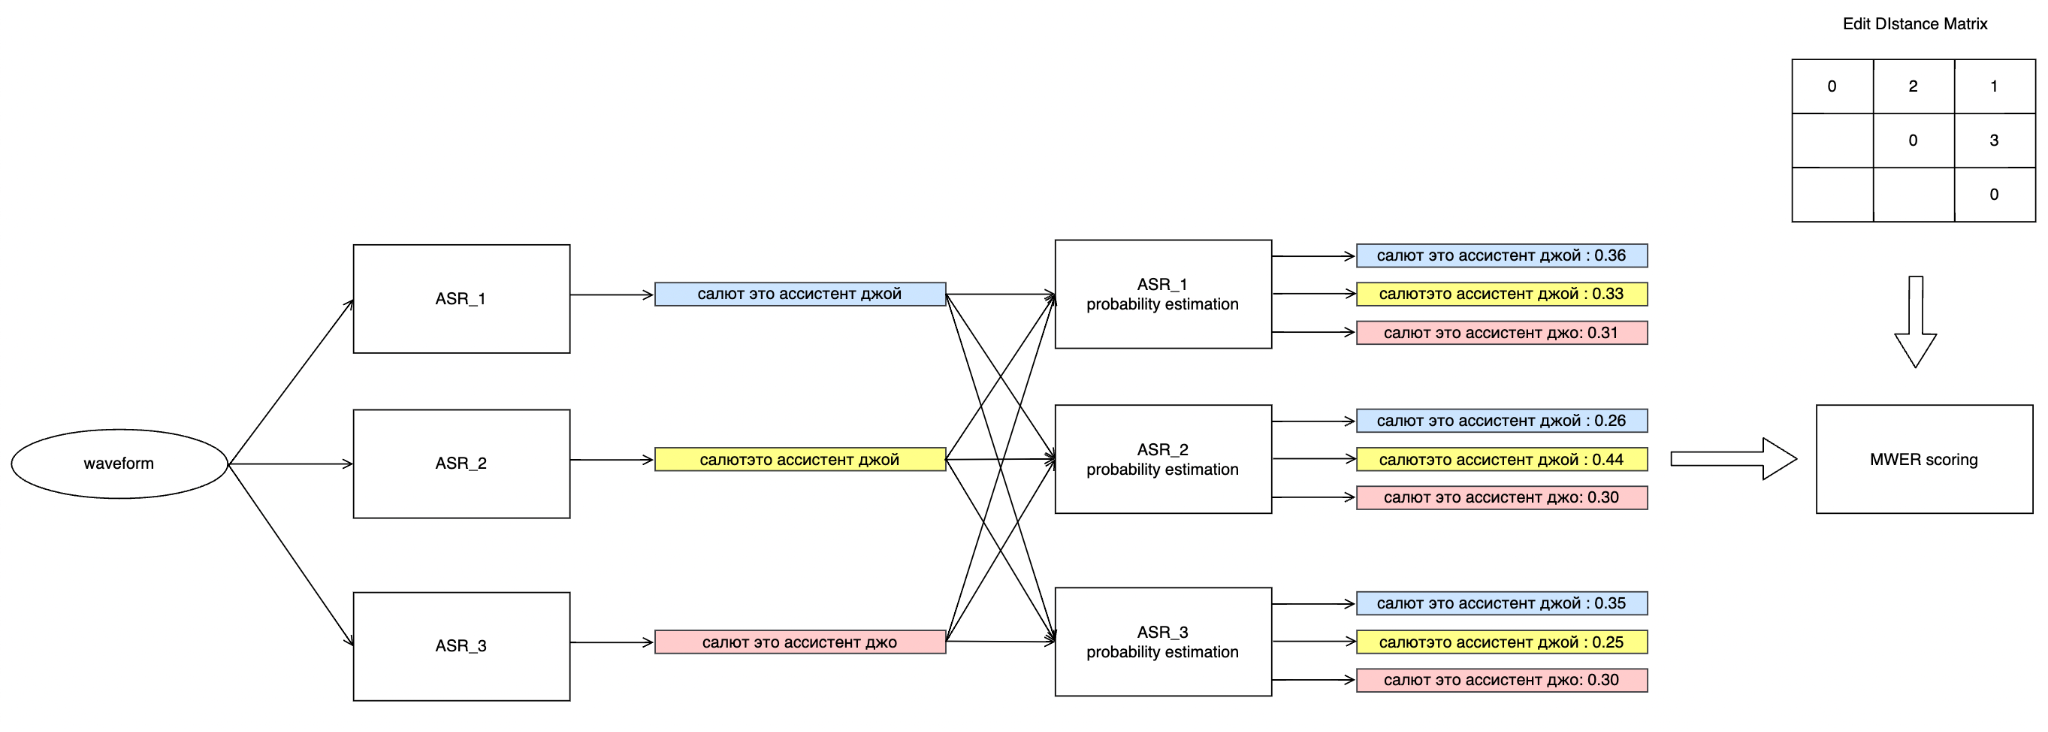 Edit DIstance Matrix
0 2 1
0 3
0
waveform
ASR_1
ASR_2
ASR_3
салют это ассистент джой
салютэто ассистент джой
салют это ассистент джо
ASR_1
probability estimation
салют это ассистент джой : 0.36
салютэто ассистент джой : 0.33
салют это ассистент джо: 0.31
ASR_2
probability estimation
салют это ассистент джой : 0.26
салютэто ассистент джой : 0.44
салют это ассистент джо: 0.30
ASR_3
probability estimation
салют это ассистент джой : 0.35
салютэто ассистент джой : 0.25
салют это ассистент джо: 0.30
MWER scoring